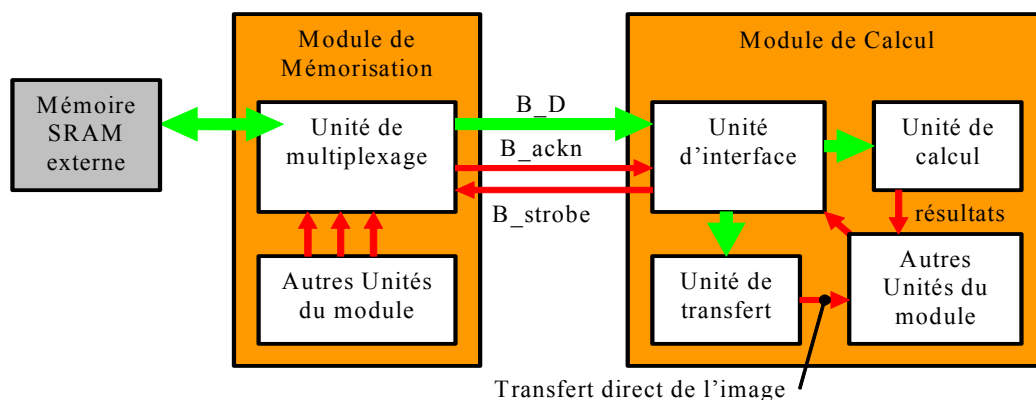 Module de
Mémorisation
Module de Calcul
Mémoire
SRAM
externe
Unité de
multiplexage
B_D
B_ackn
B_strobe
Unité
d’interface
Unité de
calcul
résultats
Autres Unités
du module
Unité de
transfert
Autres
Unités du
module
Transfert direct de l’image